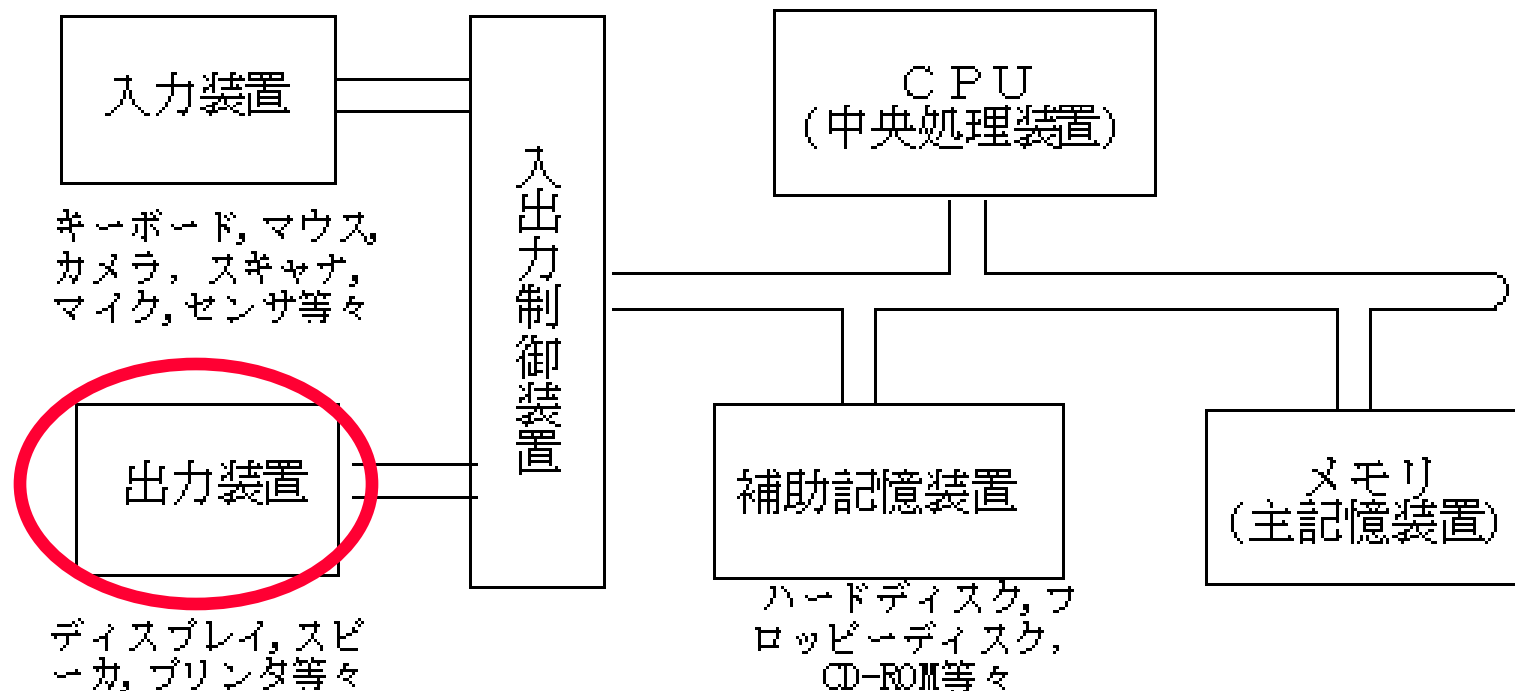 入力装置
キーボード,マウス,
カメラ, スキャナ,
マイク,センサ等々
出力装置
ディスプレイ,スピ
ーカ,プリンタ等々
入出力制御装置
CPU
(中央処理装置)
補助記憶装置
ハードディスク,フ
ロッピーディスク,
CD-ROM等々
メモリ
(主記憶装置)